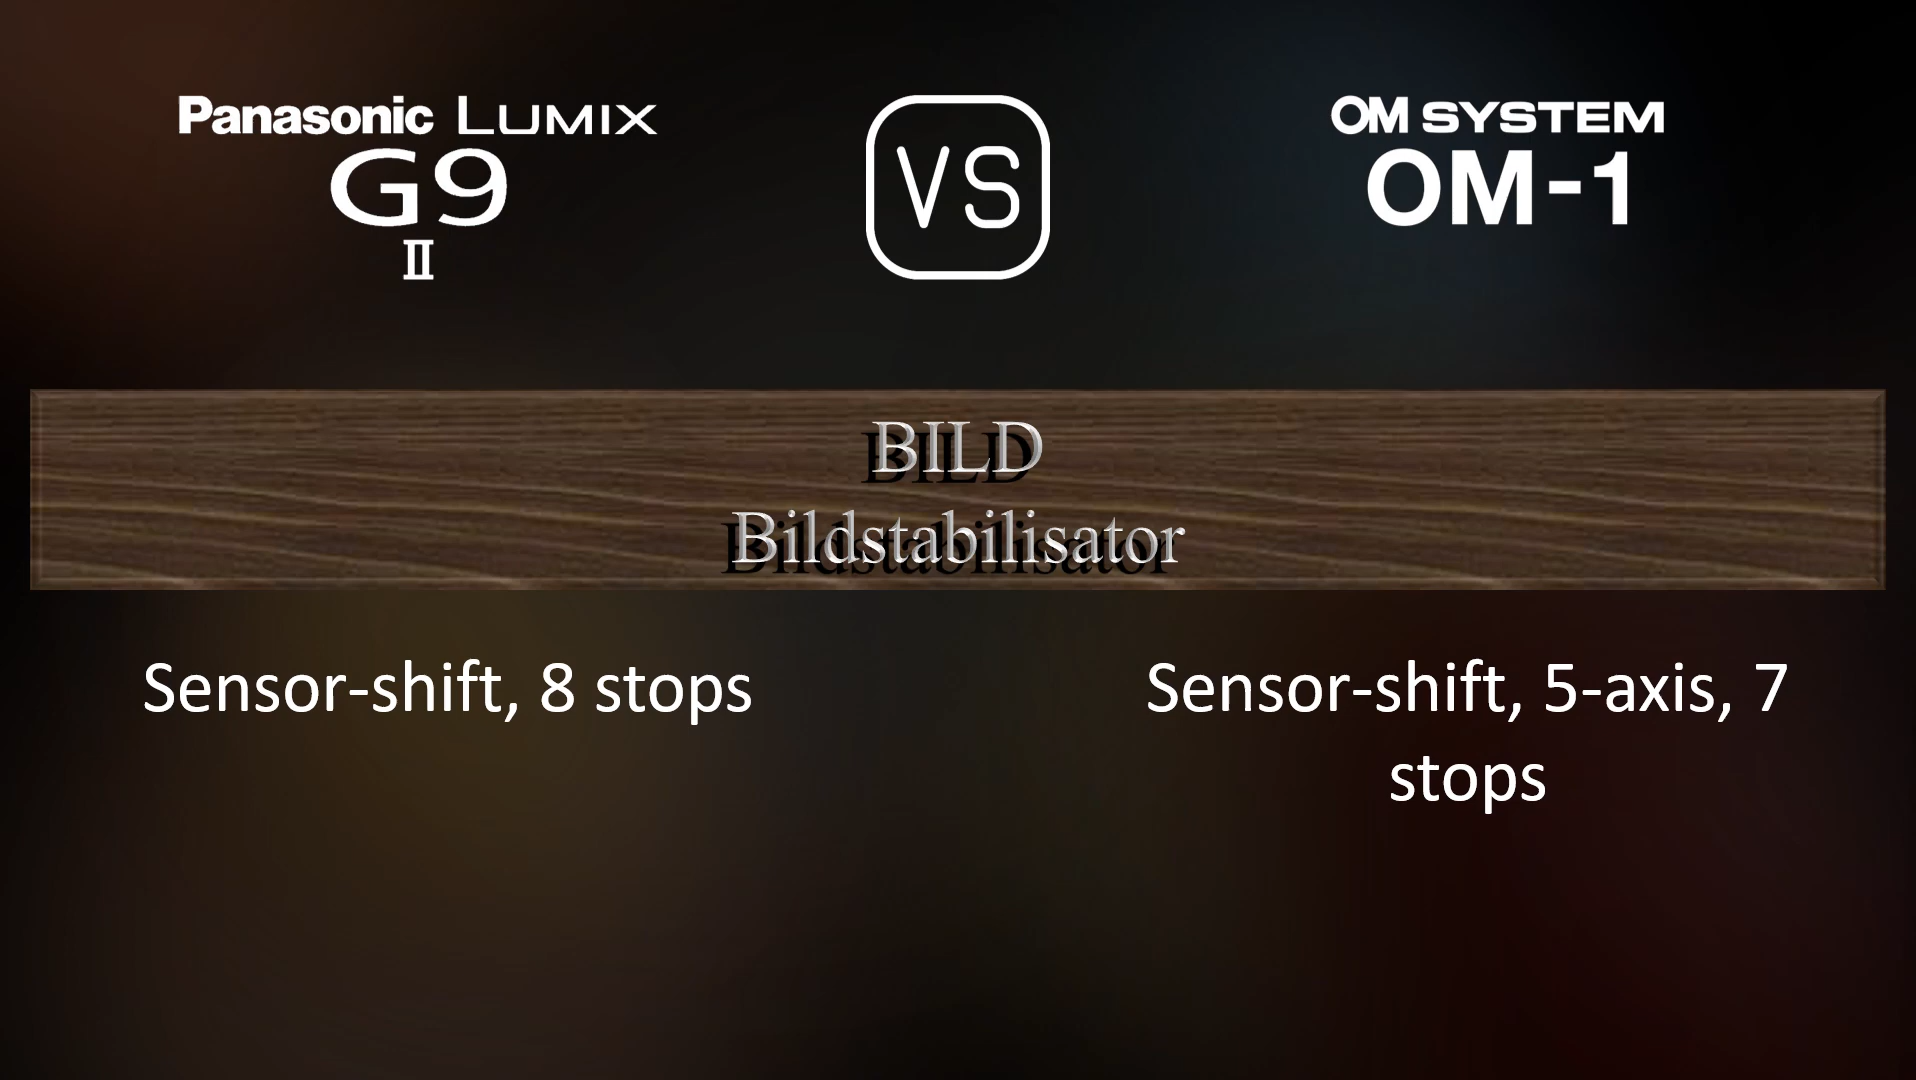 Panasonic LUMIX
G9
II
VS
OM SYSTEM
OM-1
BILD
Bildstabilisator
Sensor-shift, 8 stops
Sensor-shift, 5-axis, 7
stops